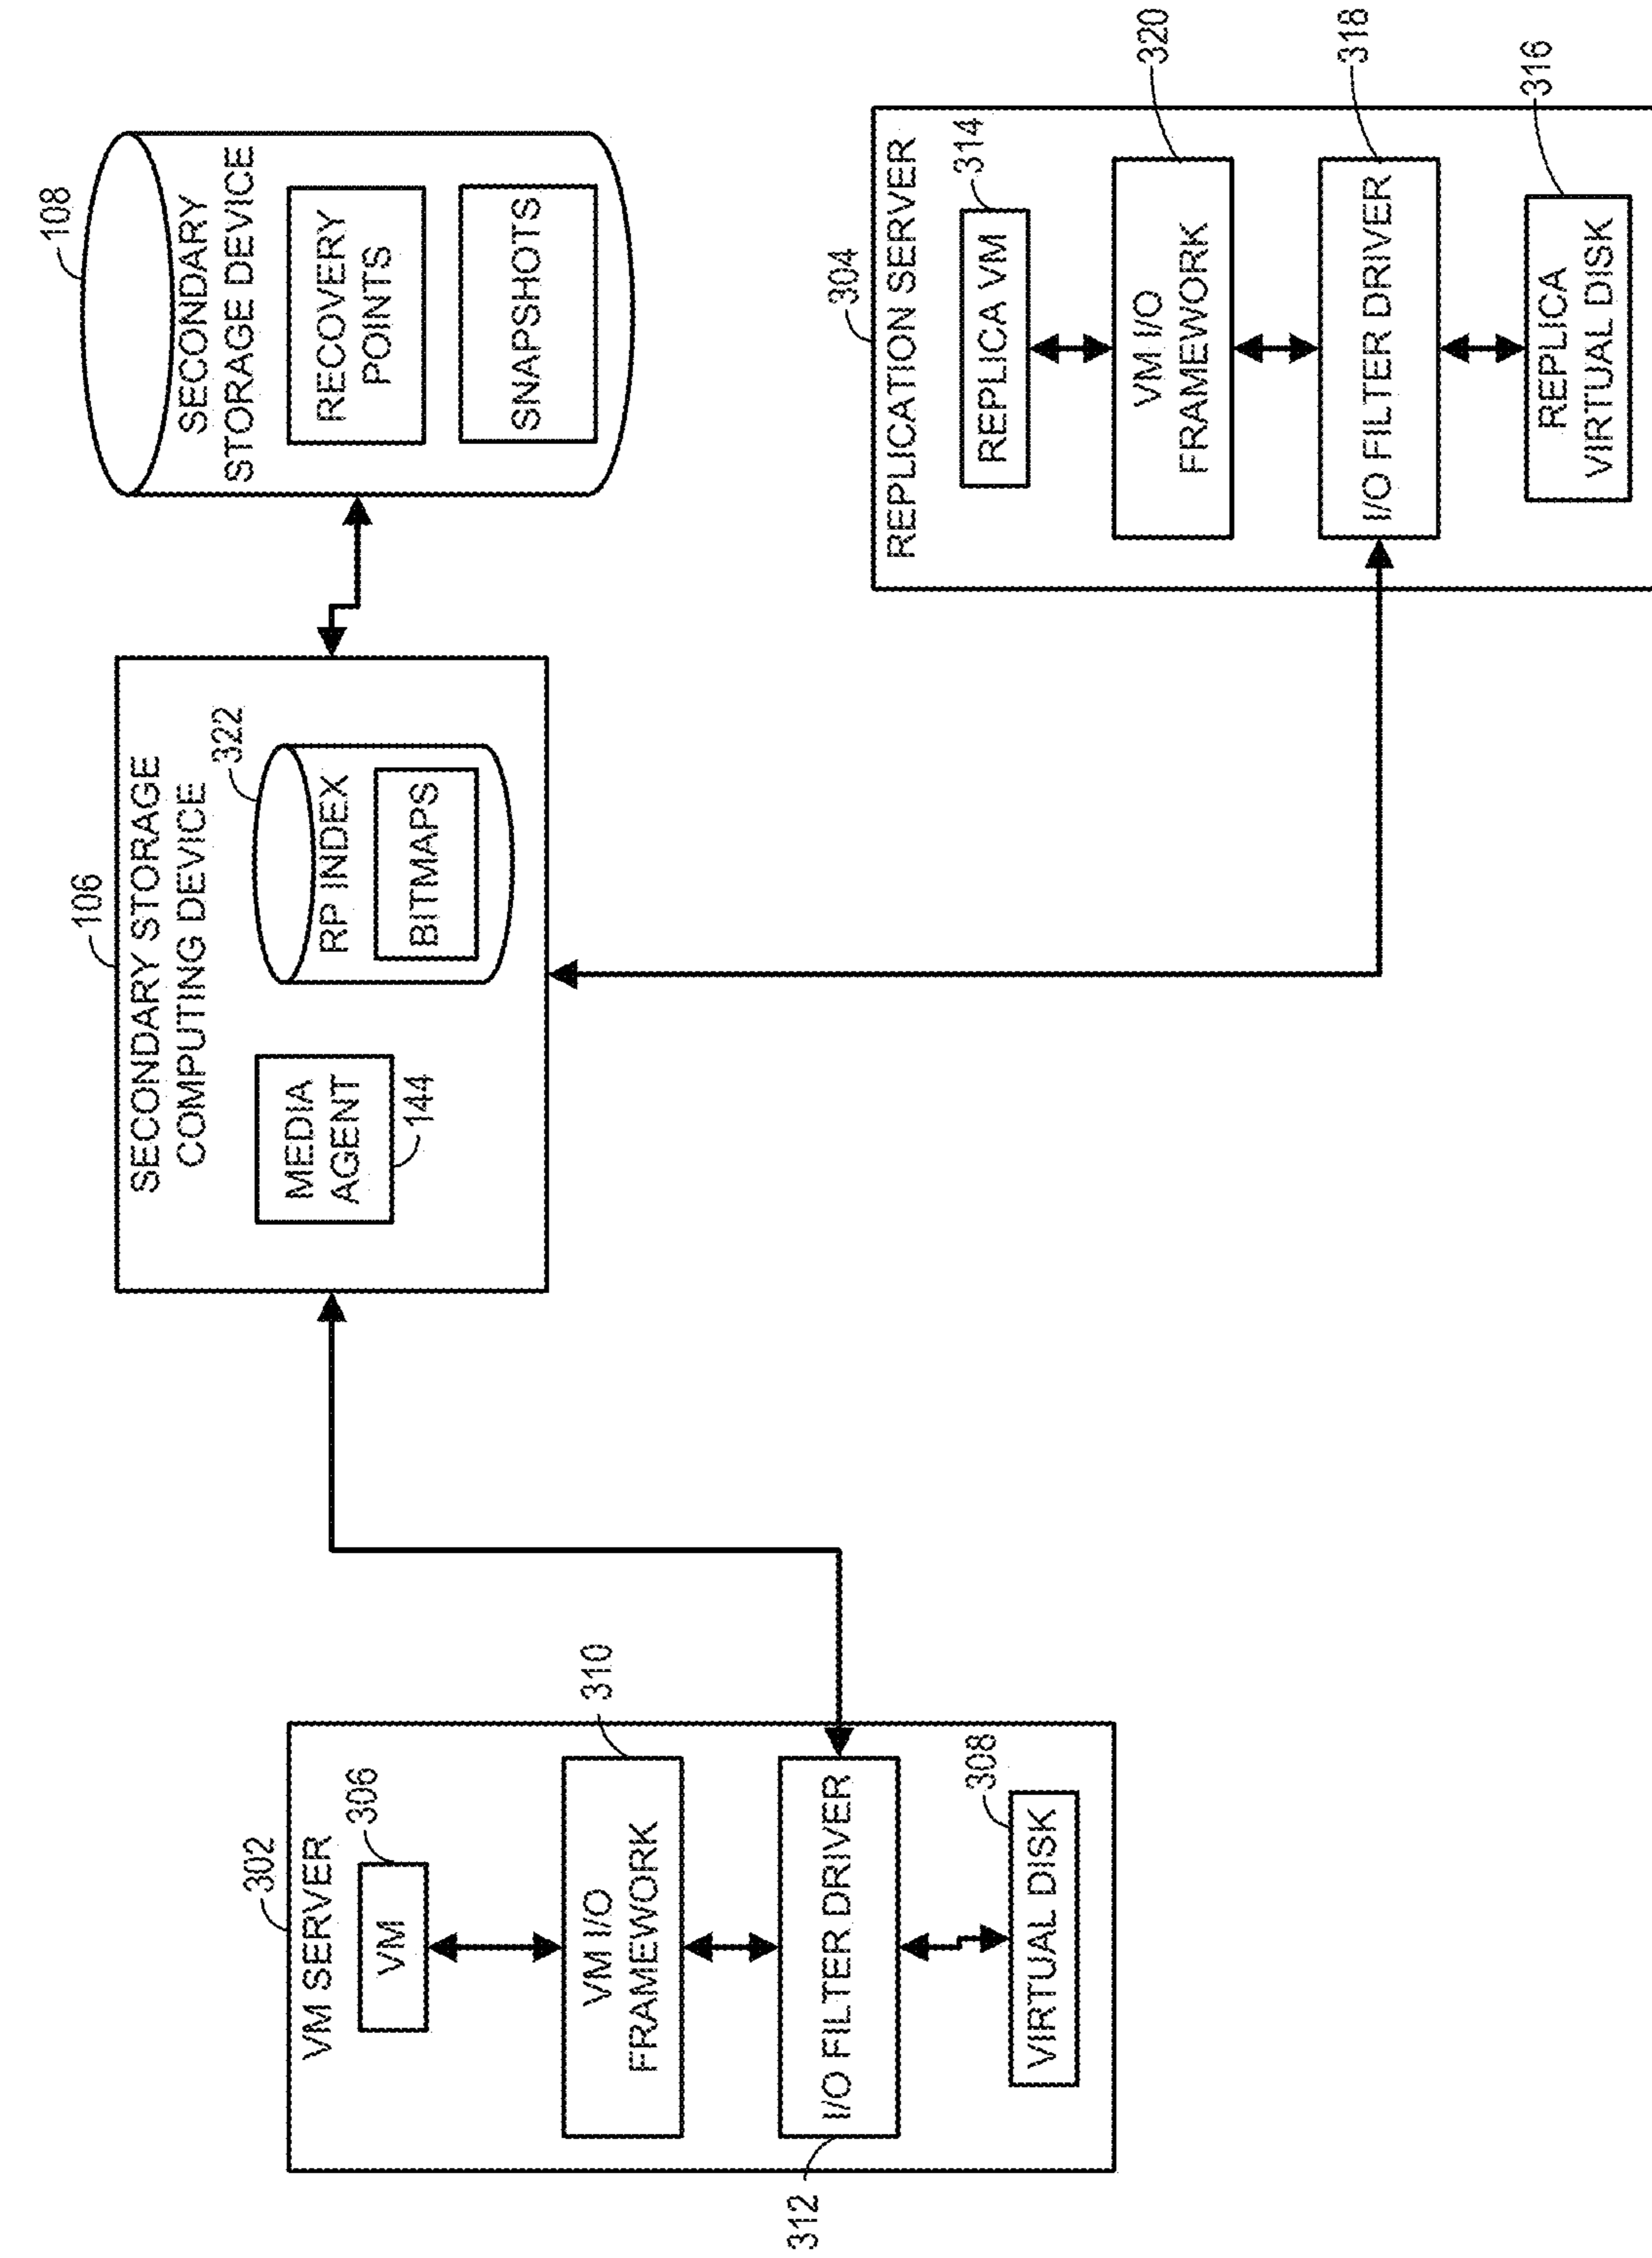 302
VM SERVER
306
VM
310
VM I/O
FRAMEWORK
312
I/O FILTER DRIVER
308
VIRTUAL DISK
106
SECONDARY STORAGE
COMPUTING DEVICE
MEDIA
AGENT
144
322
RP INDEX
BITMAPS
108
SECONDARY
STORAGE DEVICE
RECOVERY
POINTS
SNAPSHOTS
304
REPLICATION SERVER
314
REPLICA VM
320
VM I/O
FRAMEWORK
318
I/O FILTER DRIVER
316
REPLICA
VIRTUAL DISK